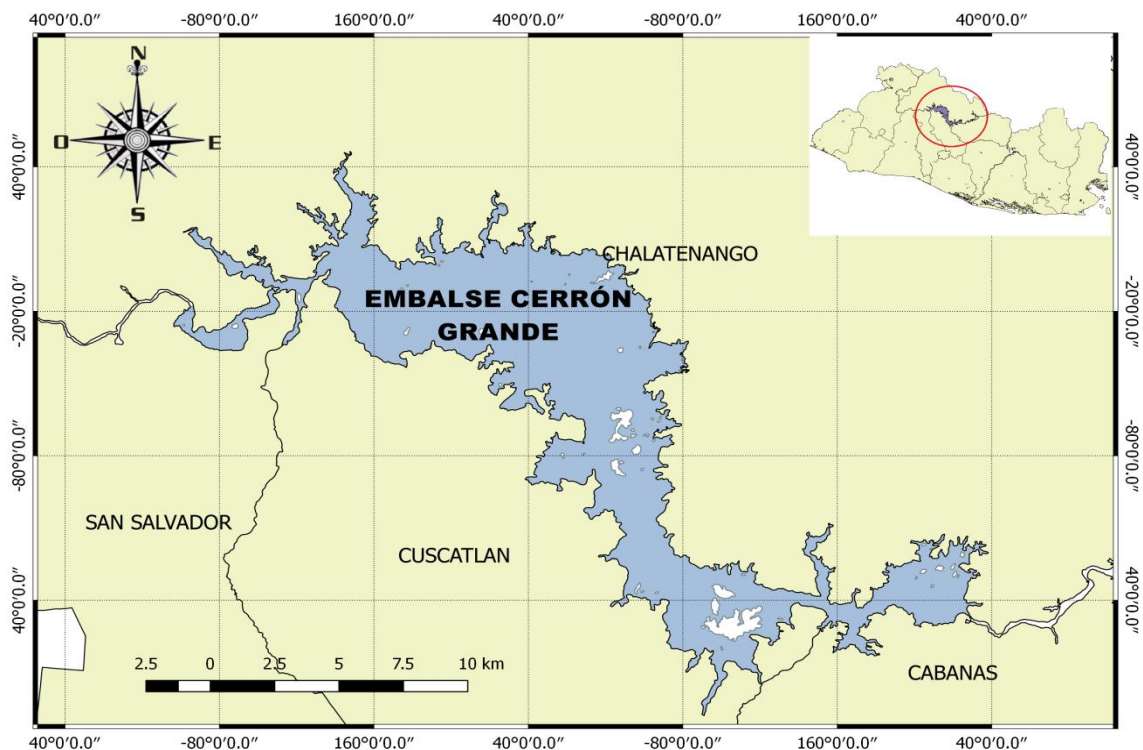 40°0'0.0" -80°0'0.0" 160°0'0.0" 40°0'0.0" -80°0'0.0" 160°0'0.0" 40°0'0.0"
N
O E
S
40°0'0.0" 40°0'0.0"
CHALATENANGO
EMBALSE CERRÓN
GRANDE
-20°0'0.0" -20°0'0.0"
-80°0'0.0" -80°0'0.0"
SAN SALVADOR
CUSCATLAN
40°0'0.0" 40°0'0.0"
2.5 0 2.5 5 7.5 10 km
CABANAS
40°0'0.0" -80°0'0.0" 160°0'0.0" 40°0'0.0" -80°0'0.0" 160°0'0.0" 40°0'0.0"